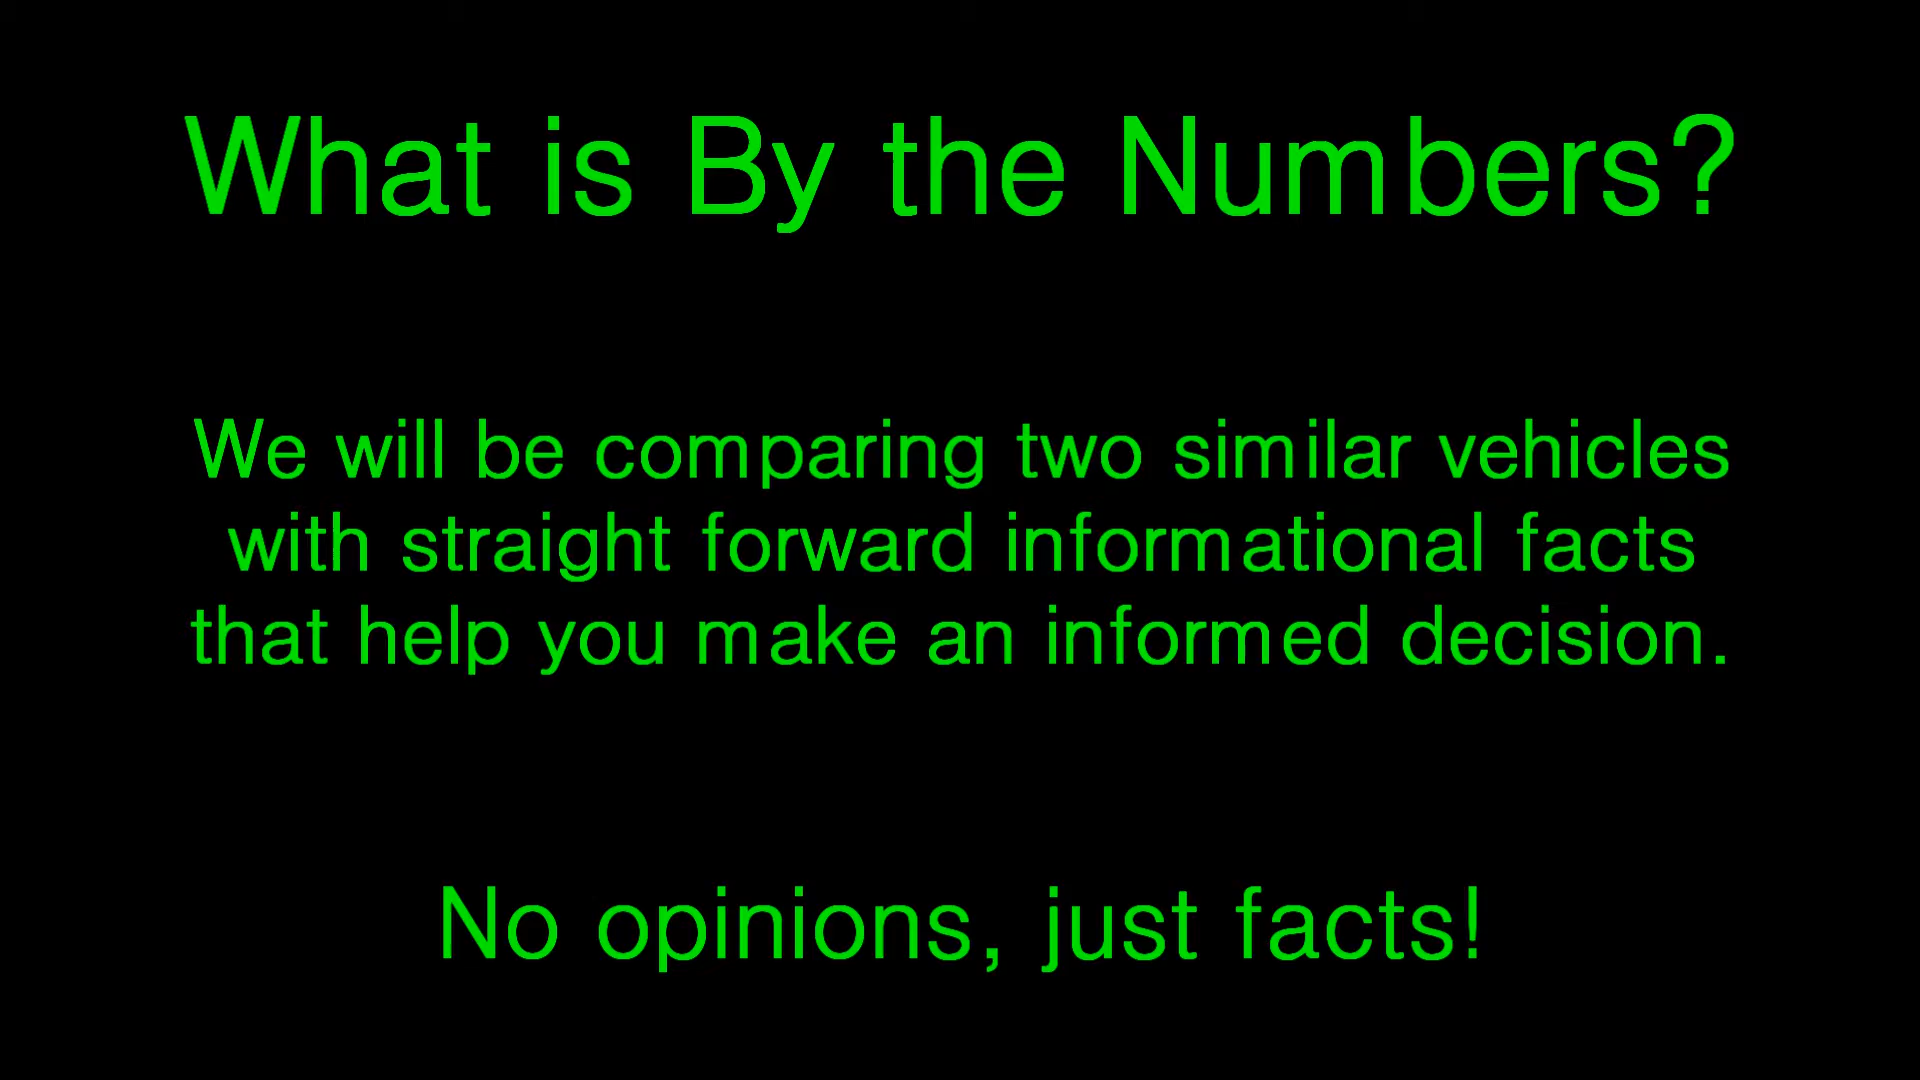 What is By the Numbers?
We will be comparing two similar vehicles
with straight forward informational facts
that help you make an informed decision.
No opinions, just facts!